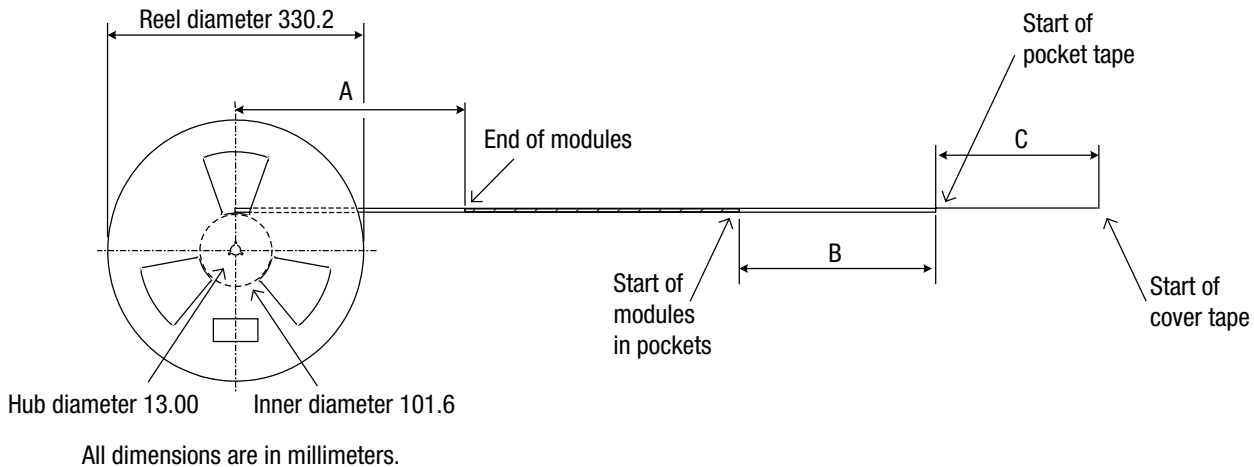 Reel diameter 330.2
Start of
pocket tape
A
End of modules
C
B
Start of
modules
in pockets
Start of
cover tape
Hub diameter 13.00
Inner diameter 101.6
All dimensions are in millimeters.